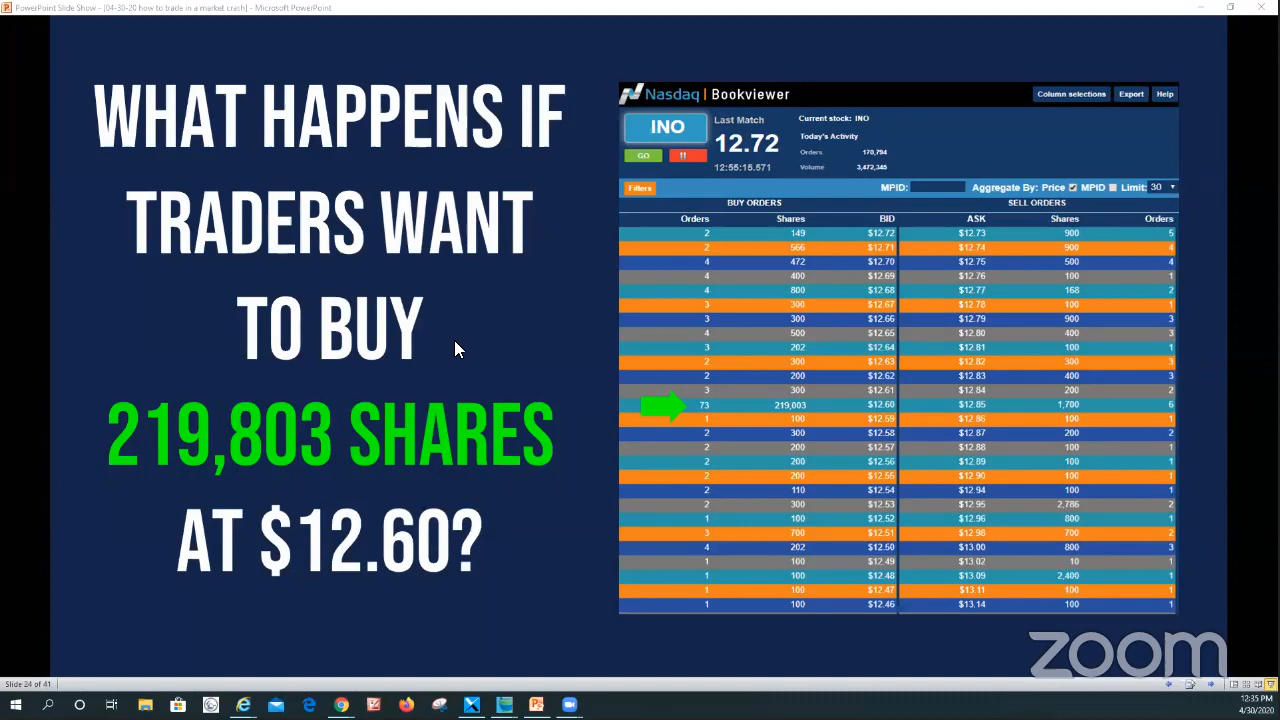 PowerPoint Slide Show - [04-30-20 how to trade in a market crash] - Microsoft PowerPoint
WHAT HAPPENS IF
TRADERS WANT
TO BUY
219,803 SHARES
AT $12.60?
Nasdaq | Bookviewer
Column selections Export Help
INO
GO !!
Last Match
12.72
12:55:15.571
Current stock: INO
Today's Activity
Orders 170,794
Volume 3,472,345
Filters MPID: Aggregate By: Price MPID Limit: 30
BUY ORDERS SELL ORDERS
Orders Shares BID ASK Shares Orders
2 149 $12.72 $12.73 900 5
2 566 $12.71 $12.74 900 4
4 472 $12.70 $12.75 500 4
4 400 $12.69 $12.76 100 1
4 800 $12.68 $12.77 168 2
3 300 $12.67 $12.78 100 1
3 300 $12.66 $12.79 900 3
4 500 $12.65 $12.80 400 3
3 202 $12.64 $12.81 100 1
2 300 $12.63 $12.82 300 3
2 200 $12.62 $12.83 400 3
3 300 $12.61 $12.84 200 2
73 219,003 $12.60 $12.85 1,700 6
1 100 $12.59 $12.86 100 1
2 300 $12.58 $12.87 200 2
2 200 $12.57 $12.88 100 1
2 200 $12.56 $12.89 100 1
2 200 $12.55 $12.90 100 1
2 110 $12.54 $12.94 100 1
2 300 $12.53 $12.95 2,786 2
1 100 $12.52 $12.96 800 1
3 700 $12.51 $12.98 700 2
4 202 $12.50 $13.00 800 3
1 100 $12.49 $13.02 10 1
1 100 $12.48 $13.09 2,400 1
1 100 $12.47 $13.11 100 1
1 100 $12.46 $13.14 100 1
zoom
Slide 24 of 41
12:35 PM
4/30/2020